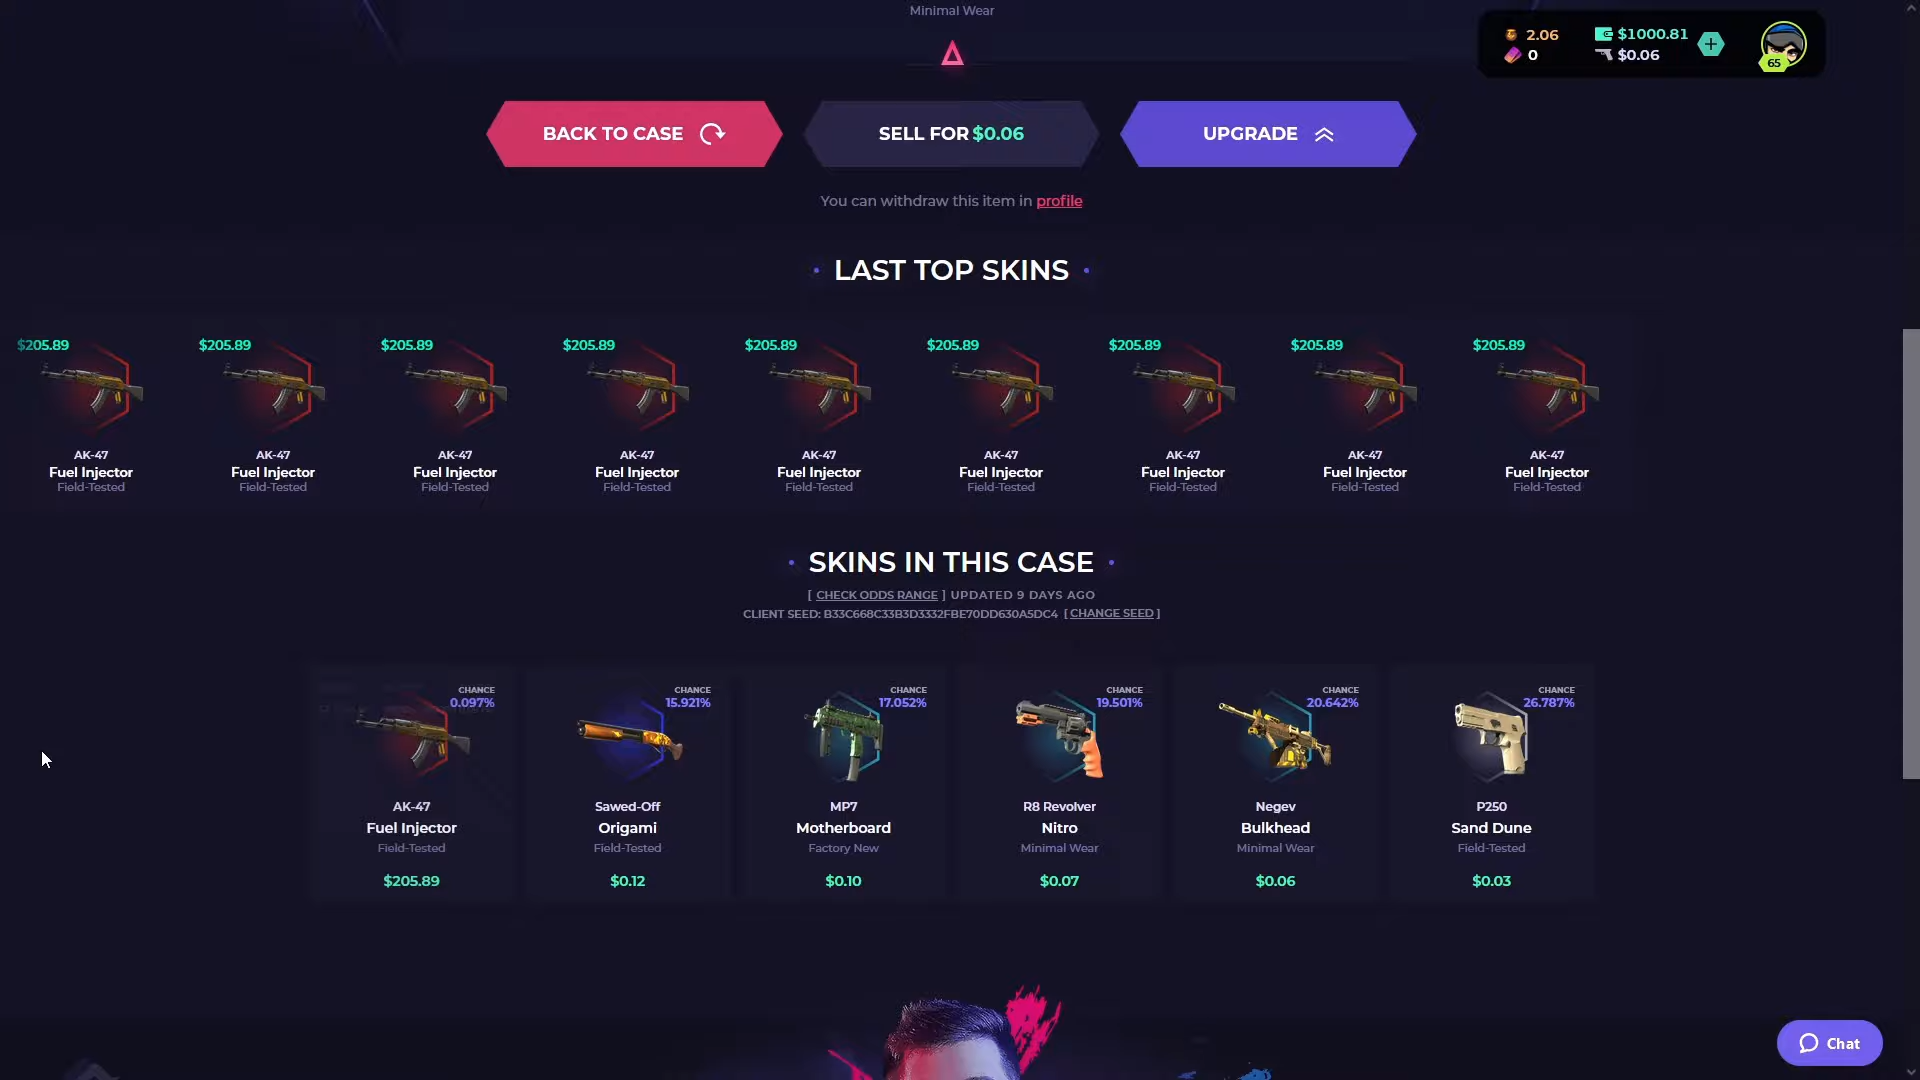 Minimal Wear
2.06
$1000.81
0
$0.06
65
BACK TO CASE
SELL FOR $0.06
UPGRADE
You can withdraw this item in profile
LAST TOP SKINS
$205.89 $205.89 $205.89 $205.89 $205.89 $205.89 $205.89 $205.89 $205.89
AK-47 AK-47 AK-47 AK-47 AK-47 AK-47 AK-47 AK-47 AK-47
Fuel Injector Fuel Injector Fuel Injector Fuel Injector Fuel Injector Fuel Injector Fuel Injector Fuel Injector Fuel Injector
Field-Tested Field-Tested Field-Tested Field-Tested Field-Tested Field-Tested Field-Tested Field-Tested Field-Tested
SKINS IN THIS CASE
[ CHECK ODDS RANGE ] UPDATED 9 DAYS AGO
CLIENT SEED: B33C668C33B3D3332FBE70DD630A5DC4 [ CHANGE SEED ]
CHANCE CHANCE CHANCE CHANCE CHANCE CHANCE
0.097% 15.921% 17.052% 19.501% 20.642% 26.787%
AK-47 Sawed-Off MP7 R8 Revolver Negev P250
Fuel Injector Origami Motherboard Nitro Bulkhead Sand Dune
Field-Tested Field-Tested Factory New Minimal Wear Minimal Wear Field-Tested
$205.89 $0.12 $0.10 $0.07 $0.06 $0.03
Chat